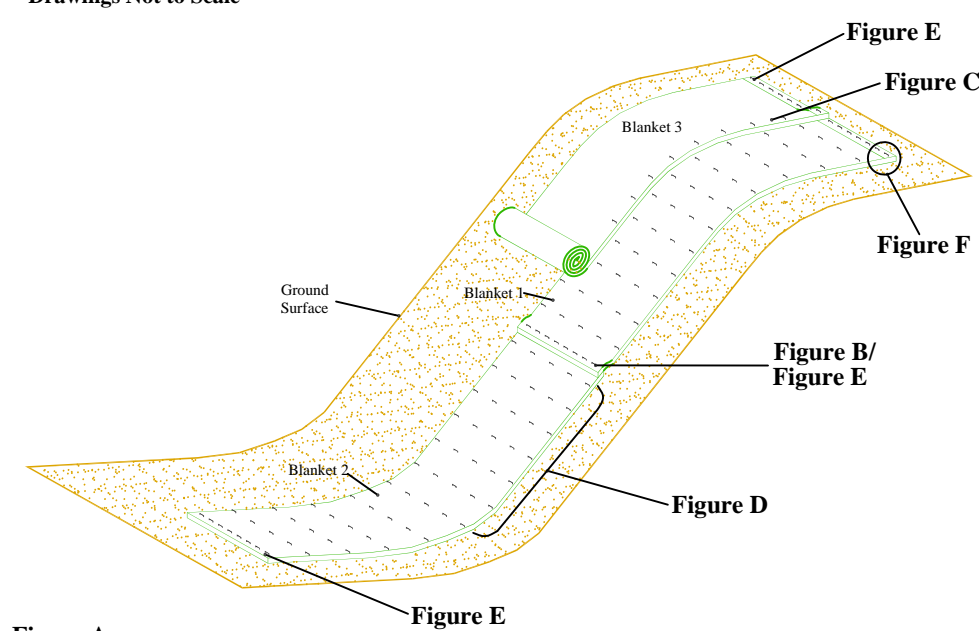 Drawings Not to Scale
Figure E
Figure C
Blanket 3
Figure F
Ground
Surface
Blanket 1
Figure B/
Figure E
Blanket 2
Figure D
Figure E
Figure A